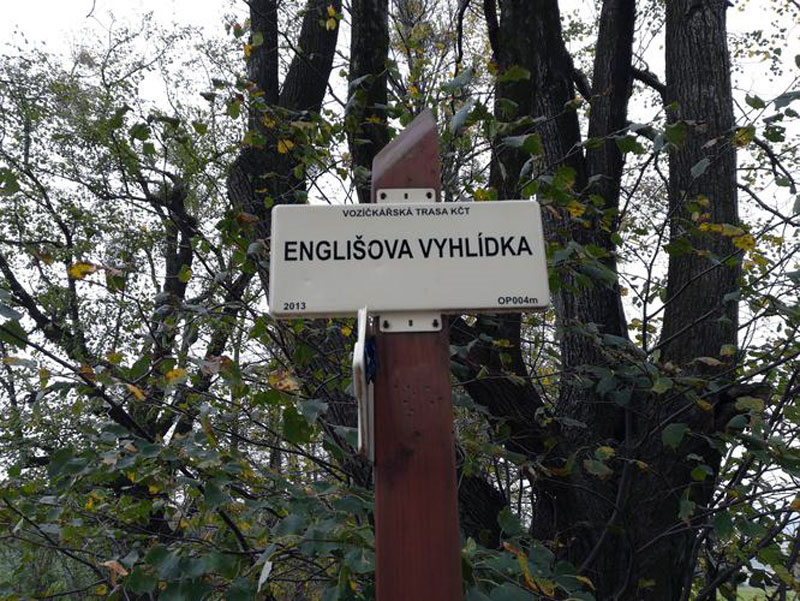 VOZÍČKÁŘSKÁ TRASA KČT
ENGLIŠOVA VYHLÍDKA
2013 OP004m